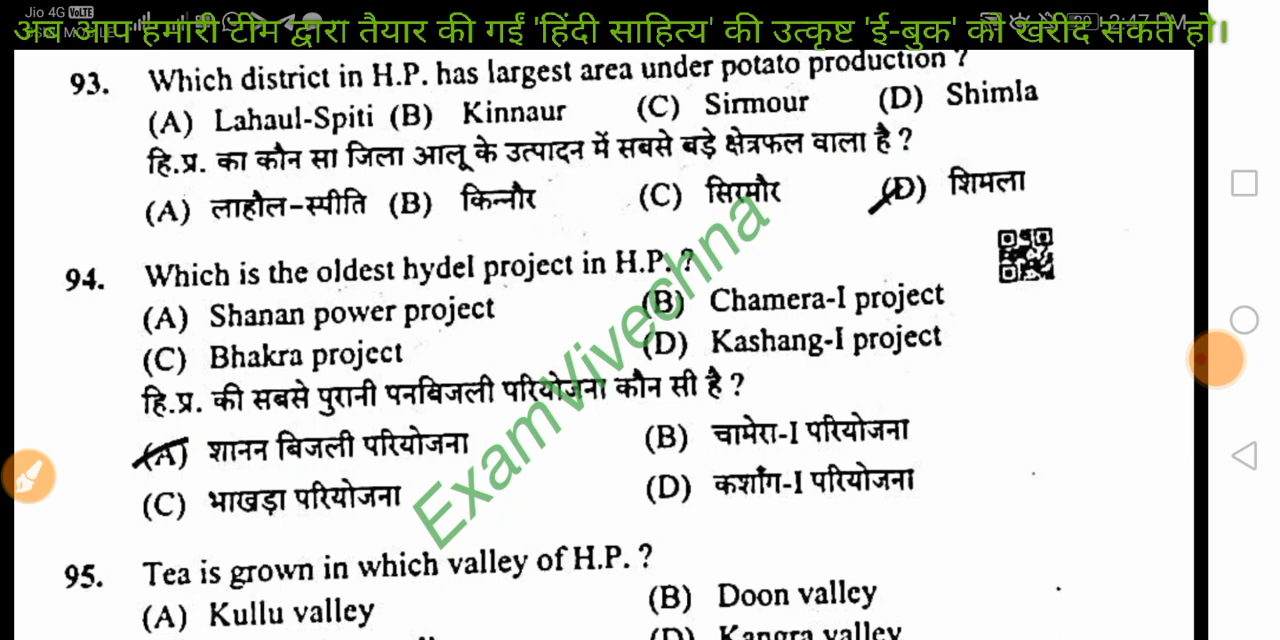 Jio 4G VoLTE
अब आप हमारी टीम द्वारा तैयार की गई 'हिंदी साहित्य' की उत्कृष्ट 'ई-बुक' को खरीद सकते हो।
93. Which district in H.P. has largest area under potato production ?
(A) Lahaul-Spiti (B) Kinnaur (C) Sirmour (D) Shimla
हि.प्र. का कौन सा जिला आलू के उत्पादन में सबसे बड़े क्षेत्रफल वाला है ?
(A) लाहौल-स्पीति (B) किन्नौर (C) सिरमौर (D) शिमला
94. Which is the oldest hydel project in H.P. ?
(A) Shanan power project (B) Chamera-I project
(C) Bhakra project (D) Kashang-I project
हि.प्र. की सबसे पुरानी पनबिजली परियोजना कौन सी है ?
(A) शानन बिजली परियोजना (B) चामेरा-I परियोजना
(C) भाखड़ा परियोजना (D) कशाँग-I परियोजना
ExamVivechna
95. Tea is grown in which valley of H.P. ?
(A) Kullu valley (B) Doon valley
(D) Kangra valley